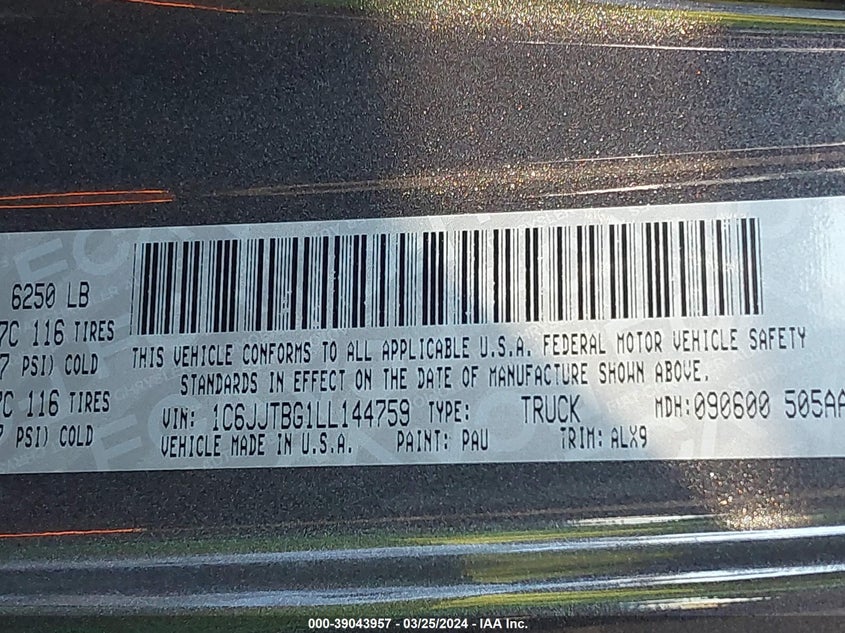 6250 LB
7C 116 TIRES
7 PSI) COLD
7C 116 TIRES
7 PSI) COLD
THIS VEHICLE CONFORMS TO ALL APPLICABLE U.S.A. FEDERAL MOTOR VEHICLE SAFETY
STANDARDS IN EFFECT ON THE DATE OF MANUFACTURE SHOWN ABOVE.
VIN: 1C6JJTBG1LL144759 TYPE: TRUCK MDH:090600 505AA
VEHICLE MADE IN U.S.A. PAINT: PAU TRIM: ALX9
000-39043957 - 03/25/2024 - IAA Inc.